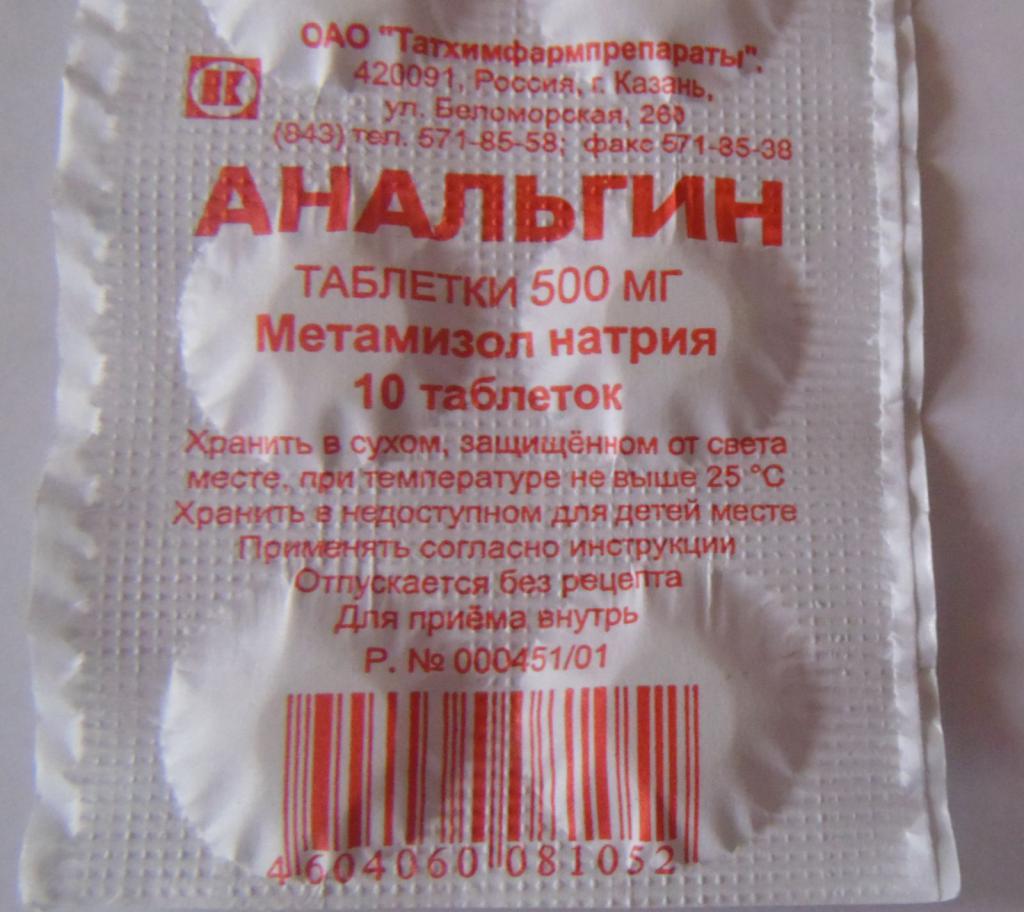 ОАО "Татхимфармпрепараты",
420091, Россия, г. Казань,
ул. Беломорская, 260
(843) тел. 571-85-58; факс 571-85-38
АНАЛЬГИН
ТАБЛЕТКИ 500 МГ
Метамизол натрия
10 таблеток
Хранить в сухом, защищённом от света
месте, при температуре не выше 25 °С
Хранить в недоступном для детей месте
Применять согласно инструкции
Отпускается без рецепта
Для приёма внутрь
Р. № 000451/01
4 604060 081052